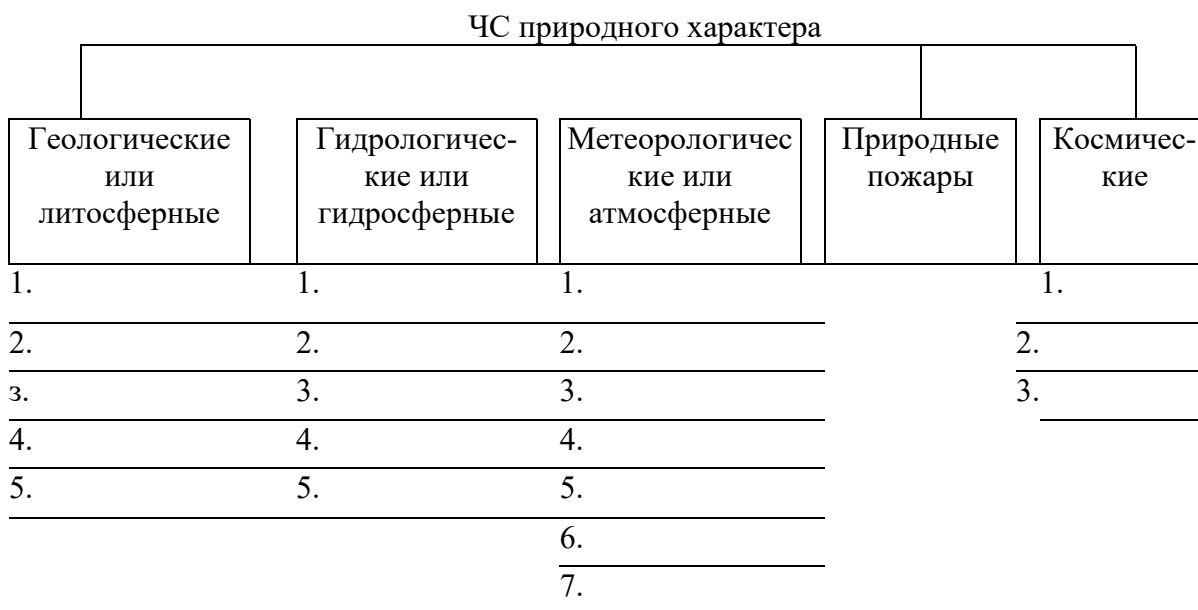 ЧС природного характера
Геологические
или
литосферные
Гидрологичес-
кие или
гидросферные
Метеорологичес
кие или
атмосферные
Природные
пожары
Космичес-
кие
1. 1. 1. 1.
2. 2. 2. 2.
з. 3. 3. 3.
4. 4. 4.
5. 5. 5.
6.
7.